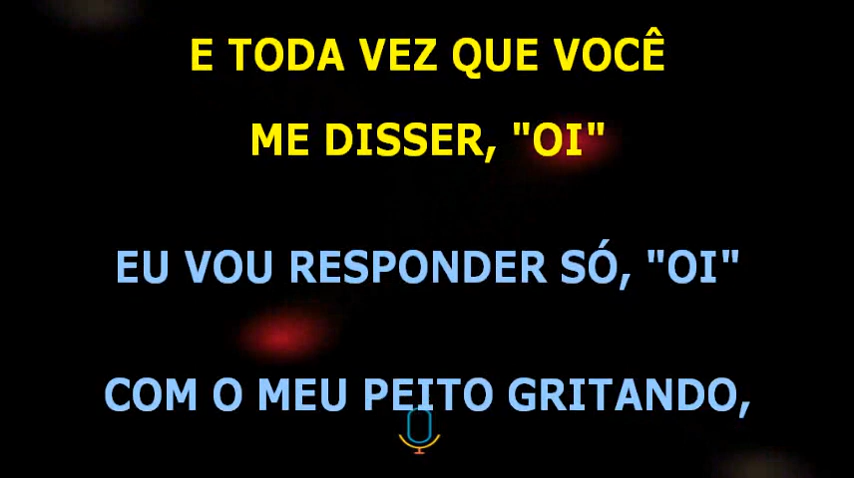 E TODA VEZ QUE VOCÊ
ME DISSER, "OI"
EU VOU RESPONDER SÓ, "OI"
COM O MEU PEITO GRITANDO,